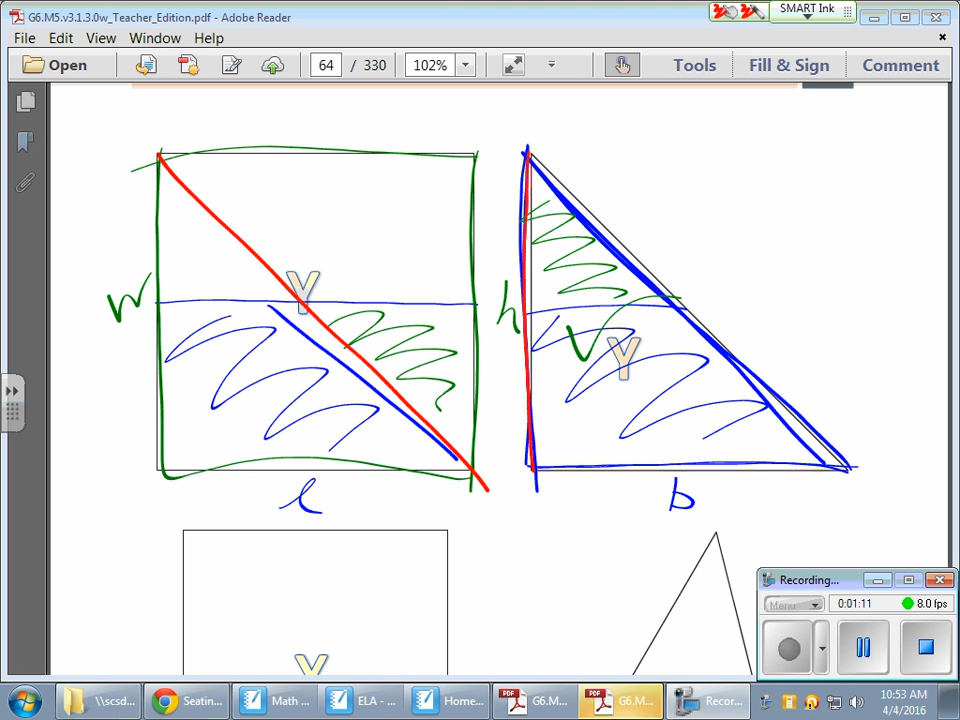 G6.M5.v3.1.3.0w_Teacher_Edition.pdf - Adobe Reader
SMART Ink
File Edit View Window Help
Open 64 / 330 102% Tools Fill & Sign Comment
Y
w
h
Y
l
b
Y
Recording...
Menu 0:01:11 8.0 fps
\\scsd... Seatin... Math ... ELA - ... Home... G6.M... G6.M... Recor...
10:53 AM
4/4/2016